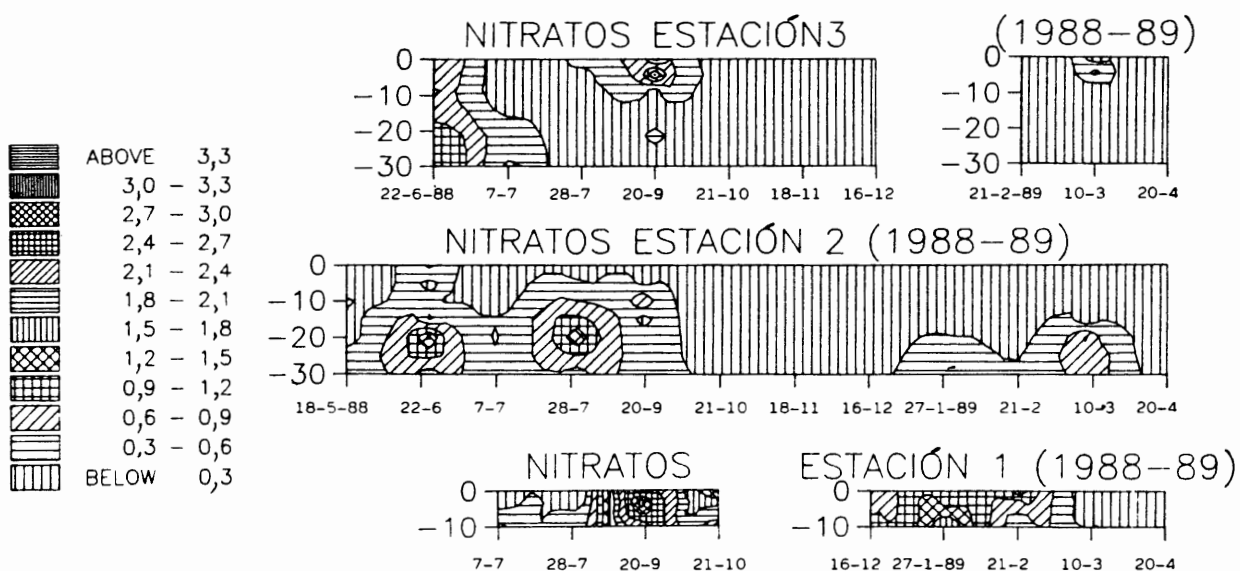 NITRATOS ESTACIÓN3 (1988-89)
0 0
-10 -10
-20 -20
-30 -30
22-6-88 7-7 28-7 20-9 21-10 18-11 16-12 21-2-89 10-3 20-4
ABOVE 3,3
3,0 - 3,3
2,7 - 3,0
2,4 - 2,7
2,1 - 2,4
1,8 - 2,1
1,5 - 1,8
1,2 - 1,5
0,9 - 1,2
0,6 - 0,9
0,3 - 0,6
BELOW 0,3
NITRATOS ESTACIÓN 2 (1988-89)
0
-10
-20
-30
18-5-88 22-6 7-7 28-7 20-9 21-10 18-11 16-12 27-1-89 21-2 10-3 20-4
NITRATOS ESTACIÓN 1 (1988-89)
0 0
-10 -10
7-7 28-7 20-9 21-10 16-12 27-1-89 21-2 10-3 20-4